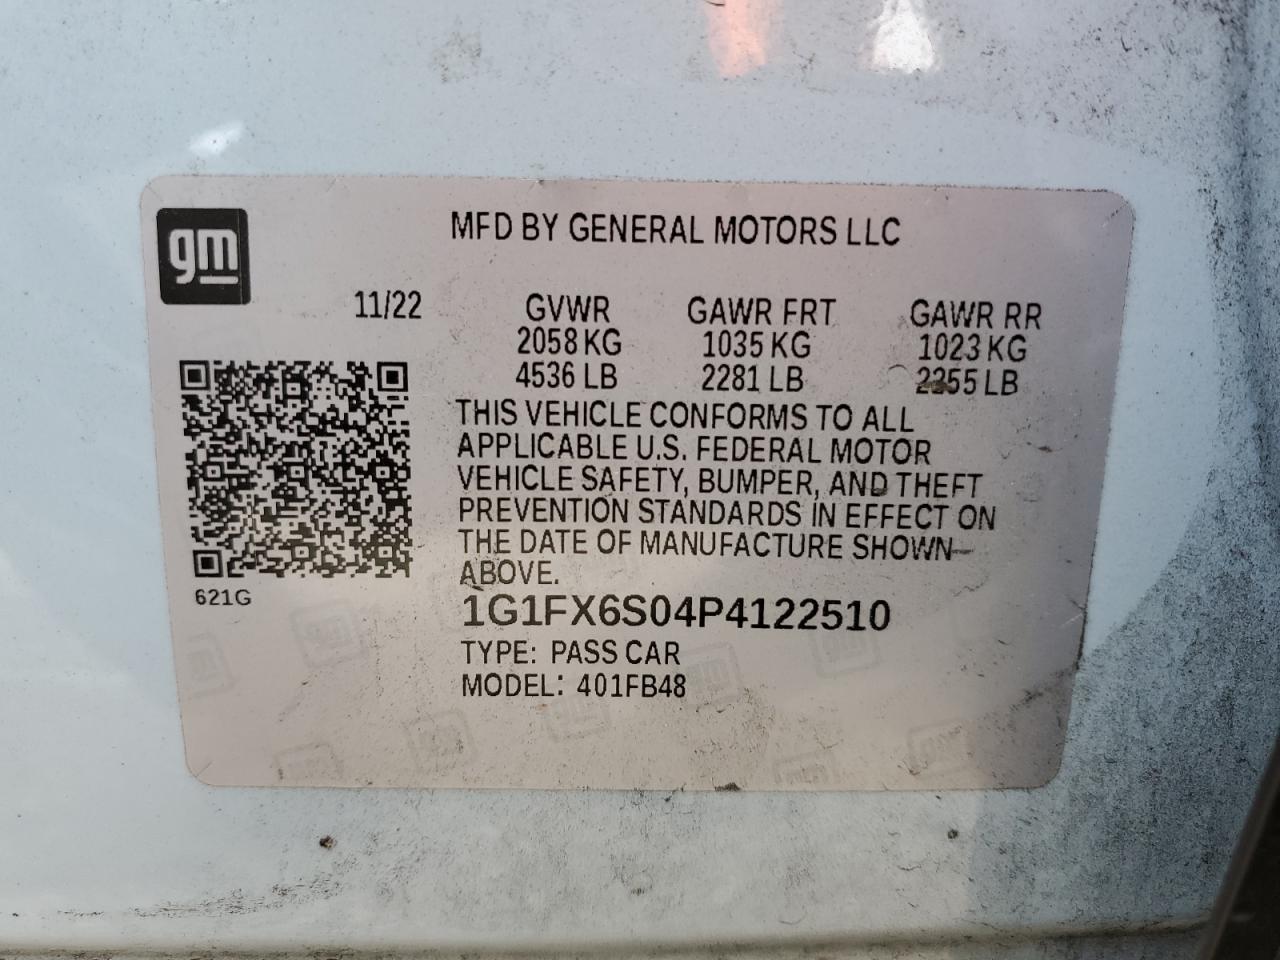 gm
MFD BY GENERAL MOTORS LLC
11/22
GVWR GAWR FRT GAWR RR
2058 KG 1035 KG 1023 KG
4536 LB 2281 LB 2255 LB
THIS VEHICLE CONFORMS TO ALL
APPLICABLE U.S. FEDERAL MOTOR
VEHICLE SAFETY, BUMPER, AND THEFT
PREVENTION STANDARDS IN EFFECT ON
THE DATE OF MANUFACTURE SHOWN
ABOVE.
621G
1G1FX6S04P4122510
TYPE: PASS CAR
MODEL: 401FB48